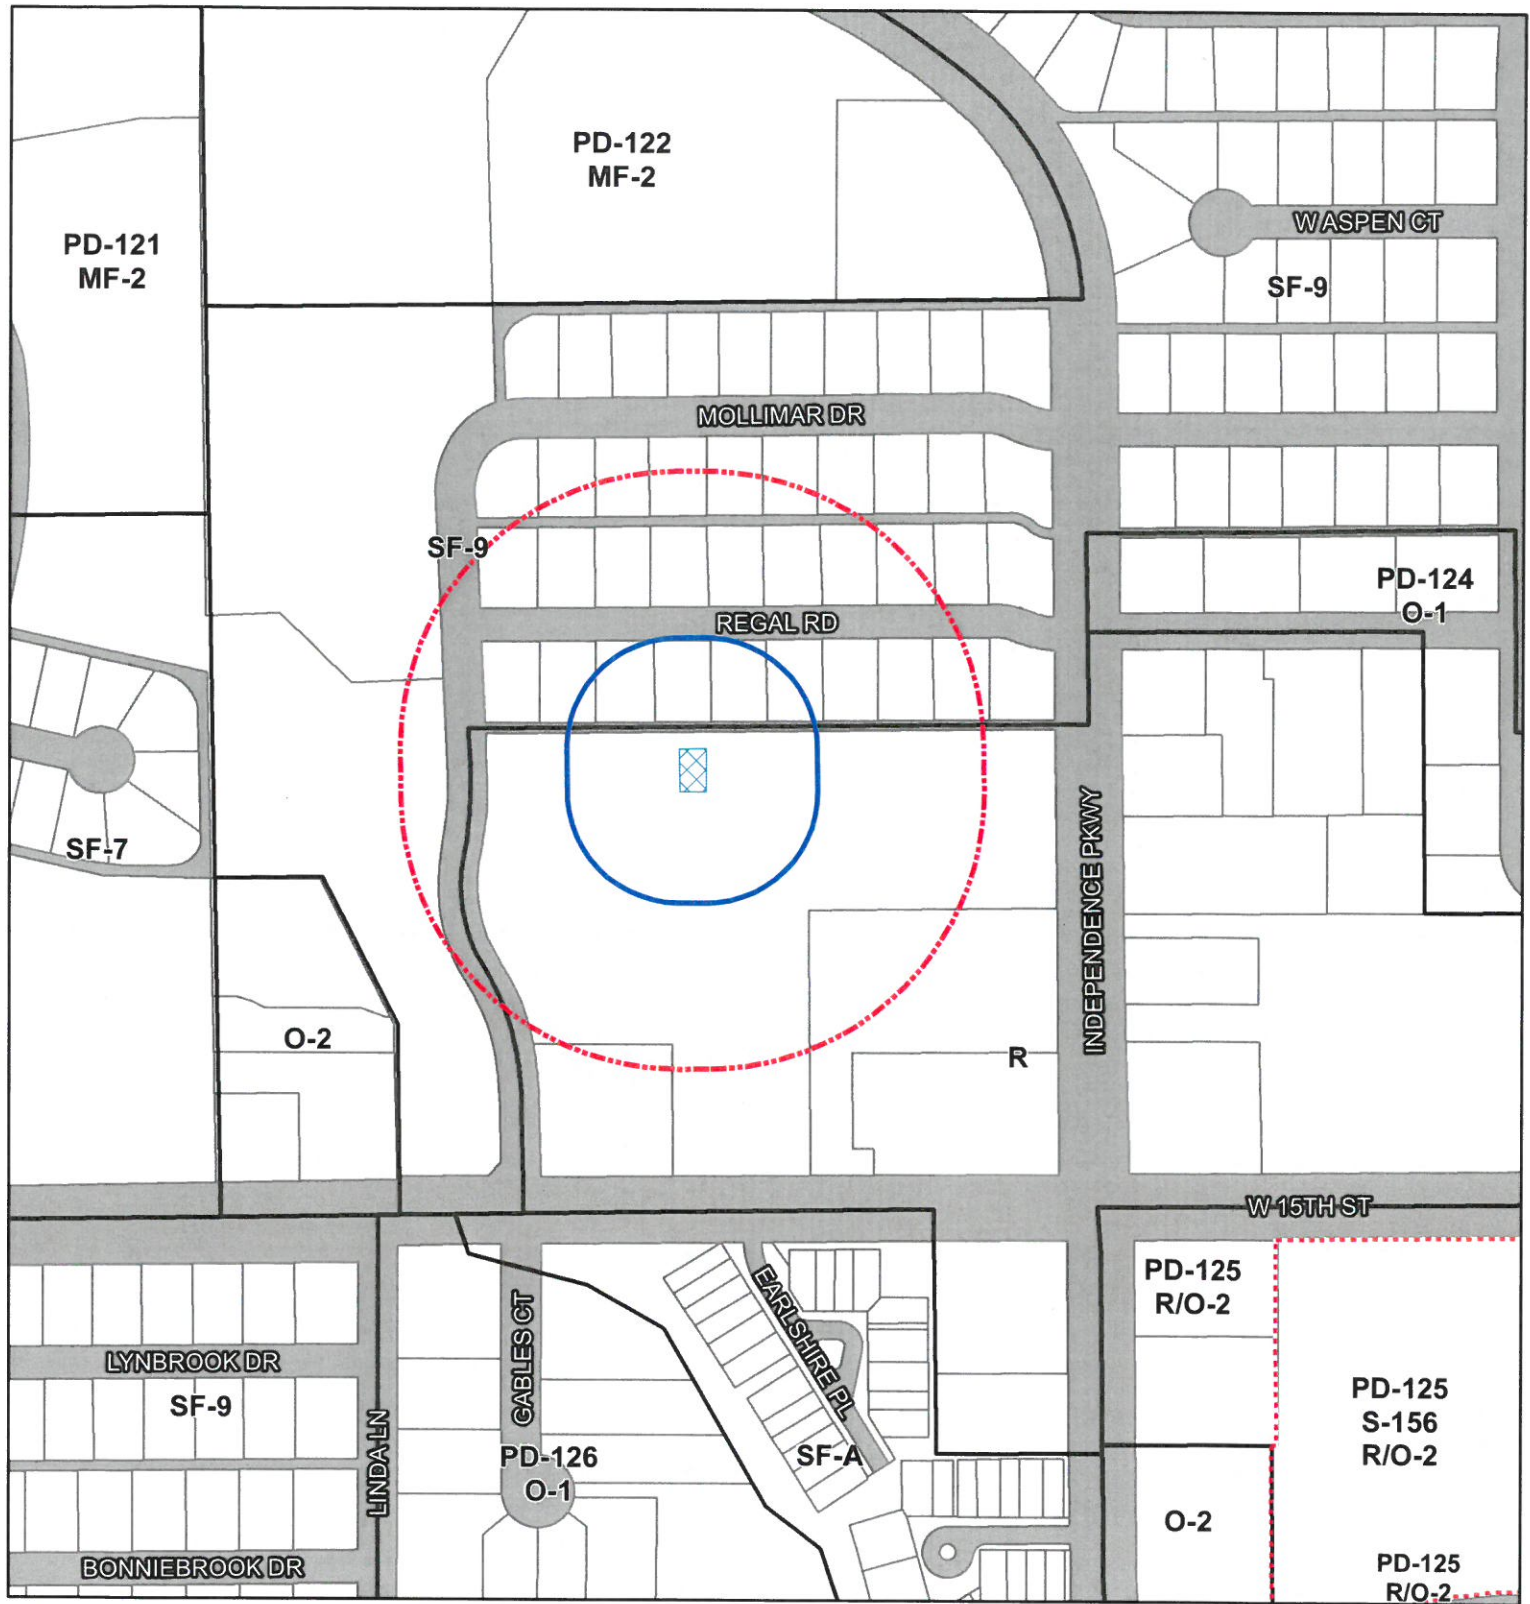 PD-122
MF-2
W ASPEN CT
PD-121
MF-2
SF-9
MOLLIMAR DR
SF-9
PD-124
O-1
REGAL RD
SF-7
INDEPENDENCE PKWY
O-2
R
W 15TH ST
PD-125
R/O-2
EARLSHIRE PL
GABLES CT
LYNBROOK DR
SF-9
PD-125
S-156
R/O-2
LINDA LN
PD-126
O-1
SF-A
O-2
BONNIEBROOK DR
PD-125
R/O-2